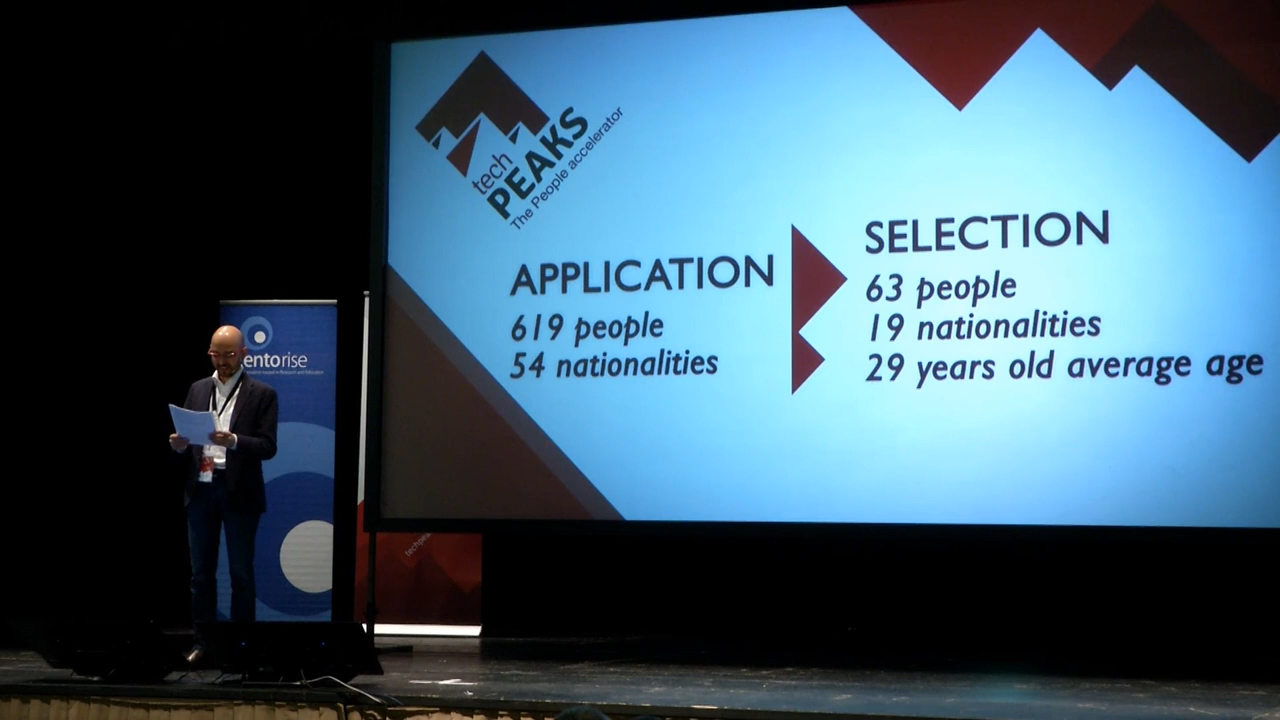 tech
PEAKS
The People accelerator
APPLICATION
619 people
54 nationalities
SELECTION
63 people
19 nationalities
29 years old average age
entorise